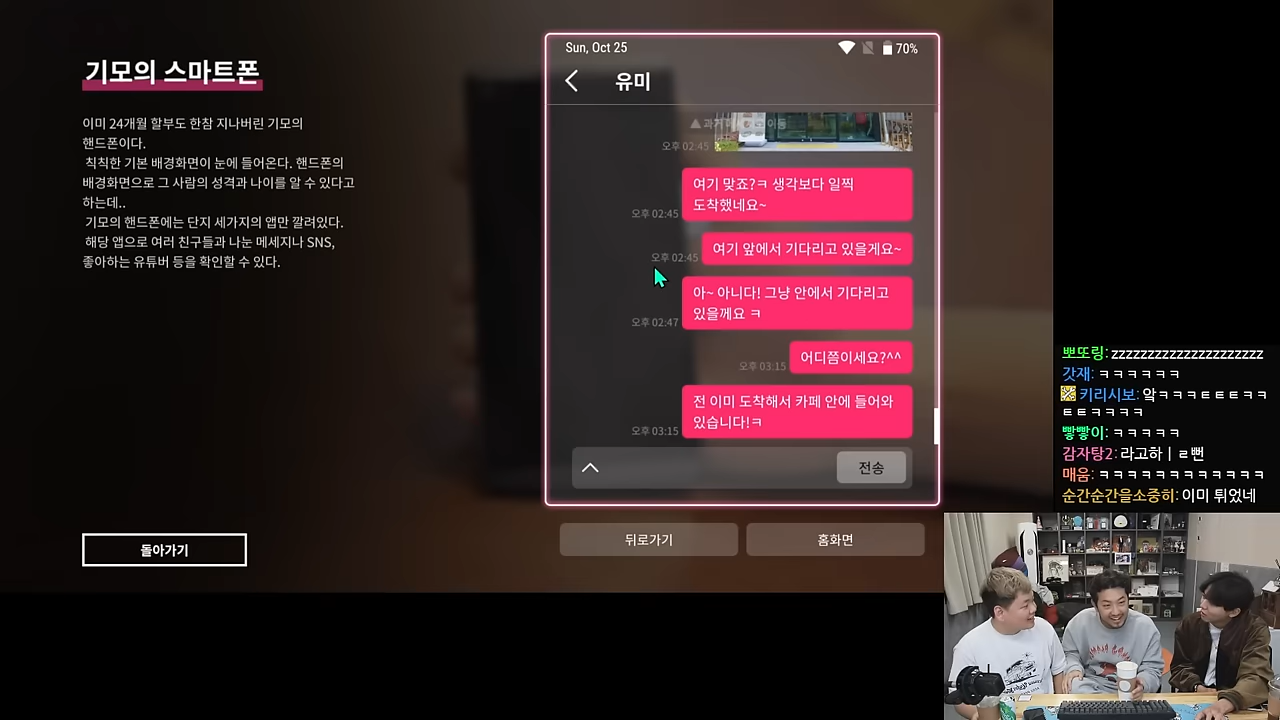 기모의 스마트폰
이미 24개월 할부도 한참 지나버린 기모의
핸드폰이다.
칙칙한 기본 배경화면이 눈에 들어온다. 핸드폰의
배경화면으로 그 사람의 성격과 나이를 알 수 있다고
하는데..
기모의 핸드폰에는 단지 세가지의 앱만 깔려있다.
해당 앱으로 여러 친구들과 나눈 메세지나 SNS,
좋아하는 유튜버 등을 확인할 수 있다.
돌아가기
Sun, Oct 25
70%
유미
오후 02:45
여기 맞죠?ㅋ 생각보다 일찍
도착했네요~
오후 02:45
여기 앞에서 기다리고 있을게요~
오후 02:45
아~ 아니다! 그냥 안에서 기다리고
있을께요 ㅋ
오후 02:47
어디쯤이세요?^^
오후 03:15
전 이미 도착해서 카페 안에 들어와
있습니다!ㅋ
오후 03:15
전송
뒤로가기
홈화면
뽀또링: zzzzzzzzzzzzzzzzzzzzz
갓재: ㅋㅋㅋㅋㅋㅋ
키리시보: 앜ㅋㅋㅋㅌㅌㅌㅋㅋ
ㅌㅌㅋㅋㅋㅋ
빻빻이: ㅋㅋㅋㅋㅋ
감자탕2: 라고하ㅣㄹ뻔
매움: ㅋㅋㅋㅋㅋㅋㅋㅋㅋㅋㅋㅋ
순간순간을소중히: 이미 튀었네